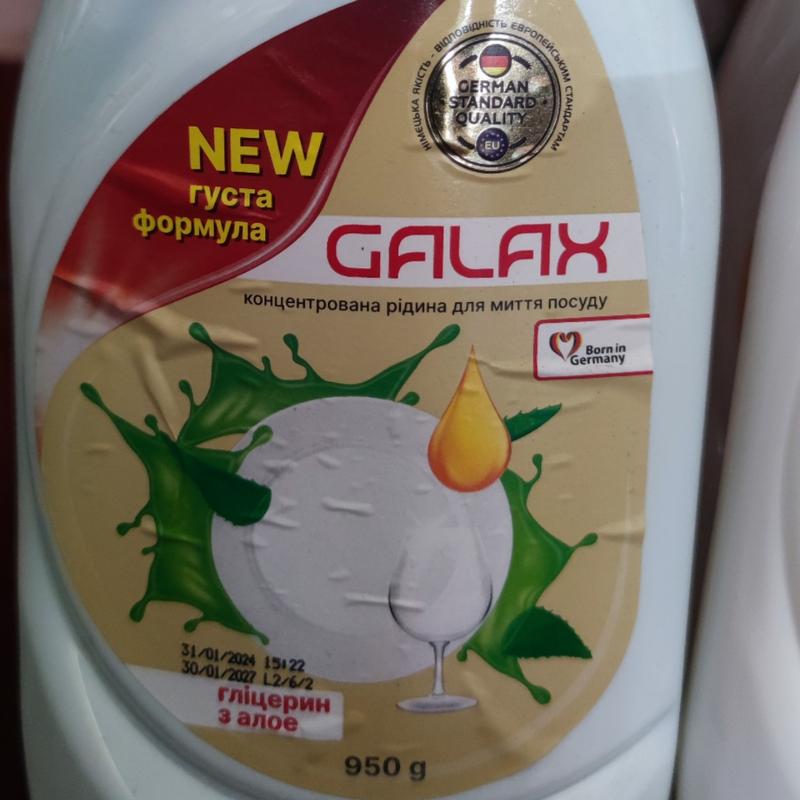 НІМЕЦЬКА ЯКІСТЬ - ВІДПОВІДНІСТЬ ЄВРОПЕЙСЬКИМ СТАНДАРТАМ
GERMAN
STANDARD
QUALITY
EU
NEW
густа
формула
GALAX
концентрована рідина для миття посуду
Born in
Germany
31/01/2024 15:22
30/01/2027 L2/6/2
гліцерин
з алое
950 g